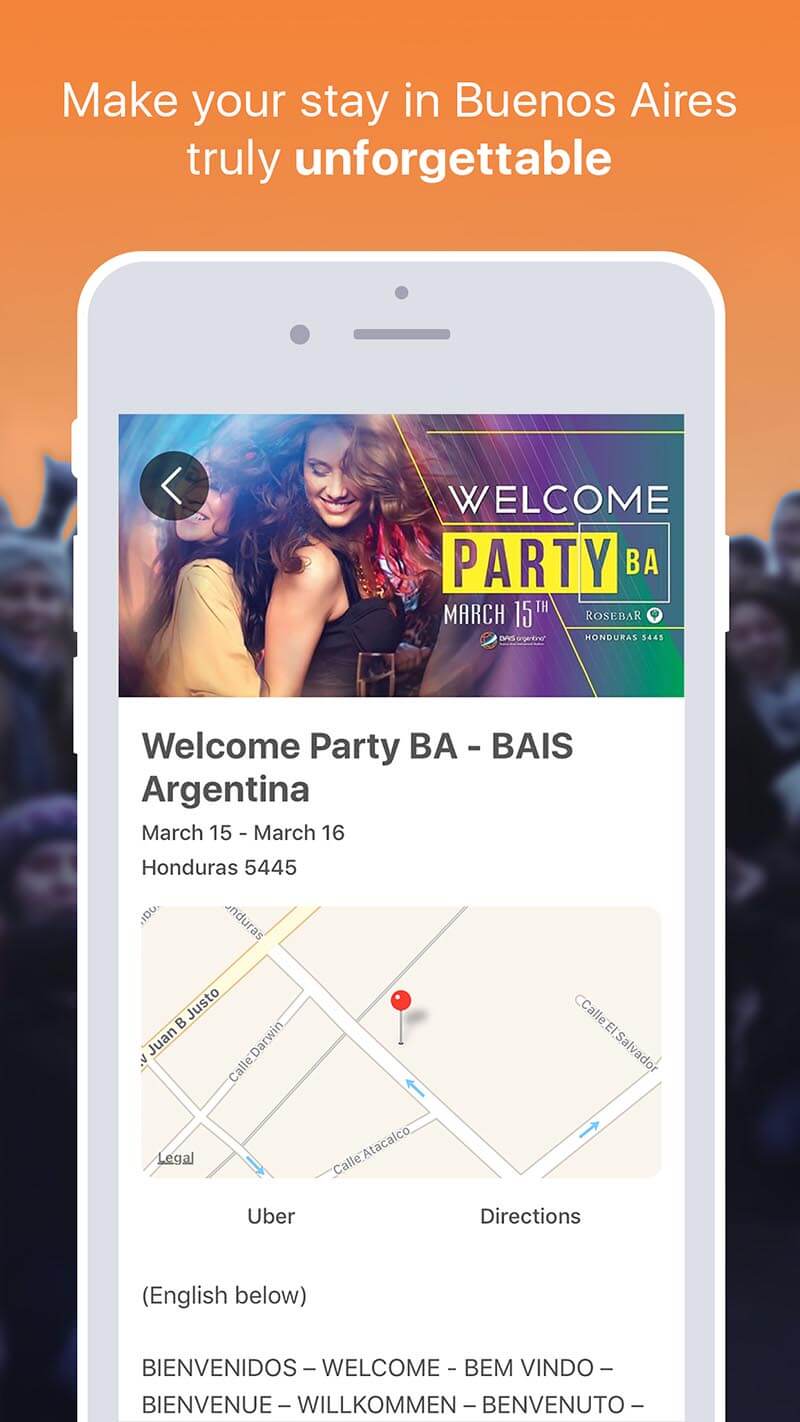 Make your stay in Buenos Aires
truly unforgettable
WELCOME
PARTY BA
MARCH 15TH
ROSEBAR
BAIS argentina
HONDURAS 5445
Welcome Party BA - BAIS
Argentina
March 15 - March 16
Honduras 5445
onduras
v Juan B Justo
Calle Darwin
Calle El Salvador
Calle Atacalco
Legal
Uber
Directions
(English below)
BIENVENIDOS – WELCOME - BEM VINDO –
BIENVENUE – WILLKOMMEN – BENVENUTO –